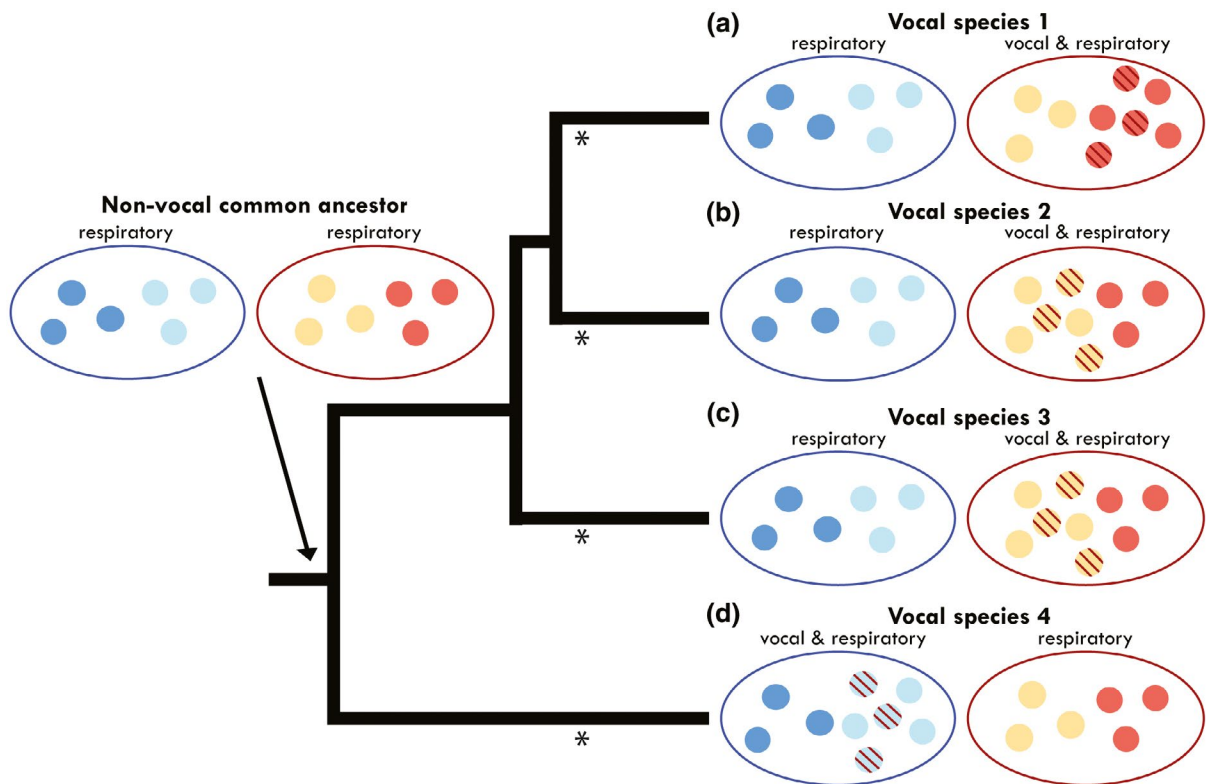 (a)
Vocal species 1
respiratory
vocal & respiratory
*
Non-vocal common ancestor
respiratory
respiratory
(b)
Vocal species 2
respiratory
vocal & respiratory
*
(c)
Vocal species 3
respiratory
vocal & respiratory
*
(d)
Vocal species 4
vocal & respiratory
respiratory
*